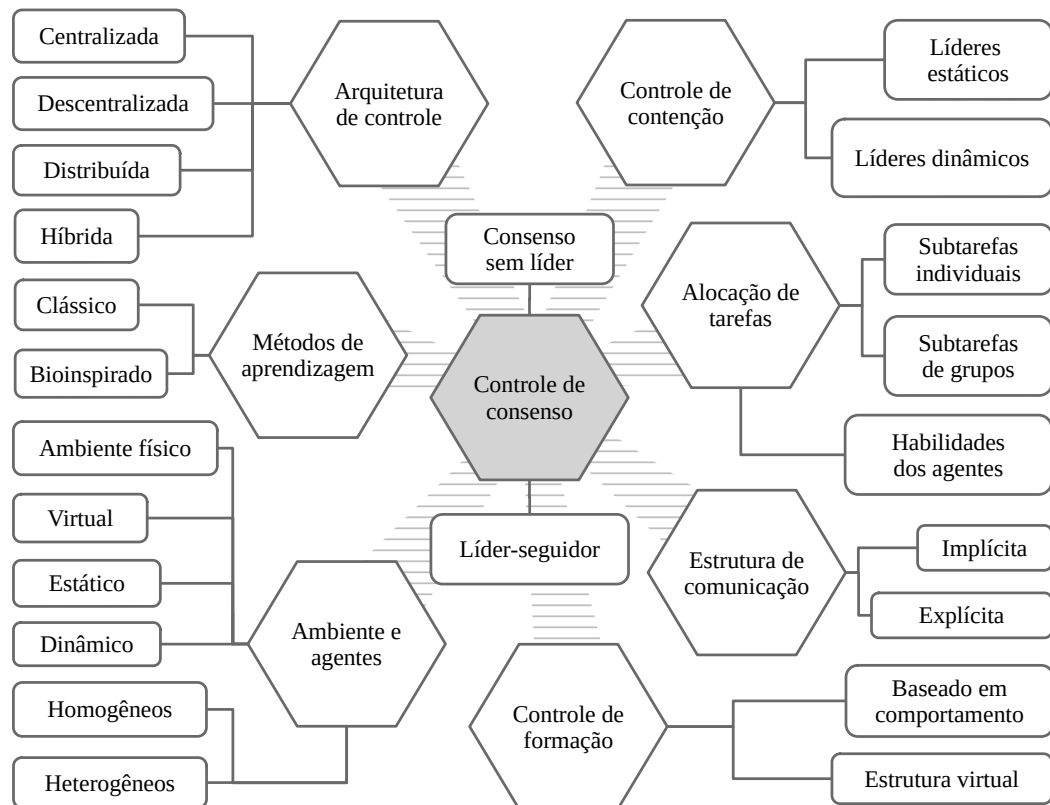 Centralizada
Descentralizada
Distribuída
Híbrida
Arquitetura
de controle
Controle de
contenção
Líderes
estáticos
Líderes dinâmicos
Consenso
sem líder
Clássico
Bioinspirado
Métodos de
aprendizagem
Controle de
consenso
Alocação de
tarefas
Subtarefas
individuais
Subtarefas
de grupos
Habilidades
dos agentes
Ambiente físico
Virtual
Estático
Dinâmico
Homogêneos
Heterogêneos
Ambiente e
agentes
Líder-seguidor
Estrutura de
comunicação
Implícita
Explícita
Controle de
formação
Baseado em
comportamento
Estrutura virtual